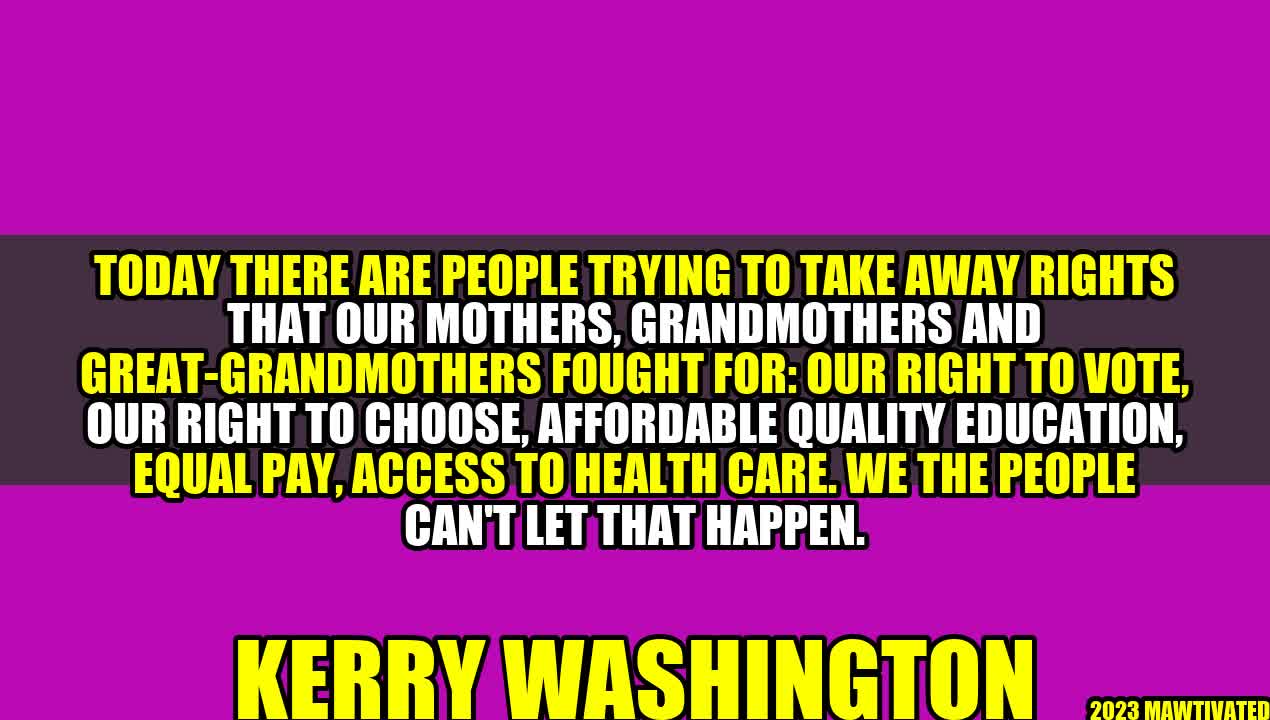 TODAY THERE ARE PEOPLE TRYING TO TAKE AWAY RIGHTS
THAT OUR MOTHERS, GRANDMOTHERS AND
GREAT-GRANDMOTHERS FOUGHT FOR: OUR RIGHT TO VOTE,
OUR RIGHT TO CHOOSE, AFFORDABLE QUALITY EDUCATION,
EQUAL PAY, ACCESS TO HEALTH CARE. WE THE PEOPLE
CAN'T LET THAT HAPPEN.
KERRY WASHINGTON
2023 MAWTIVATED